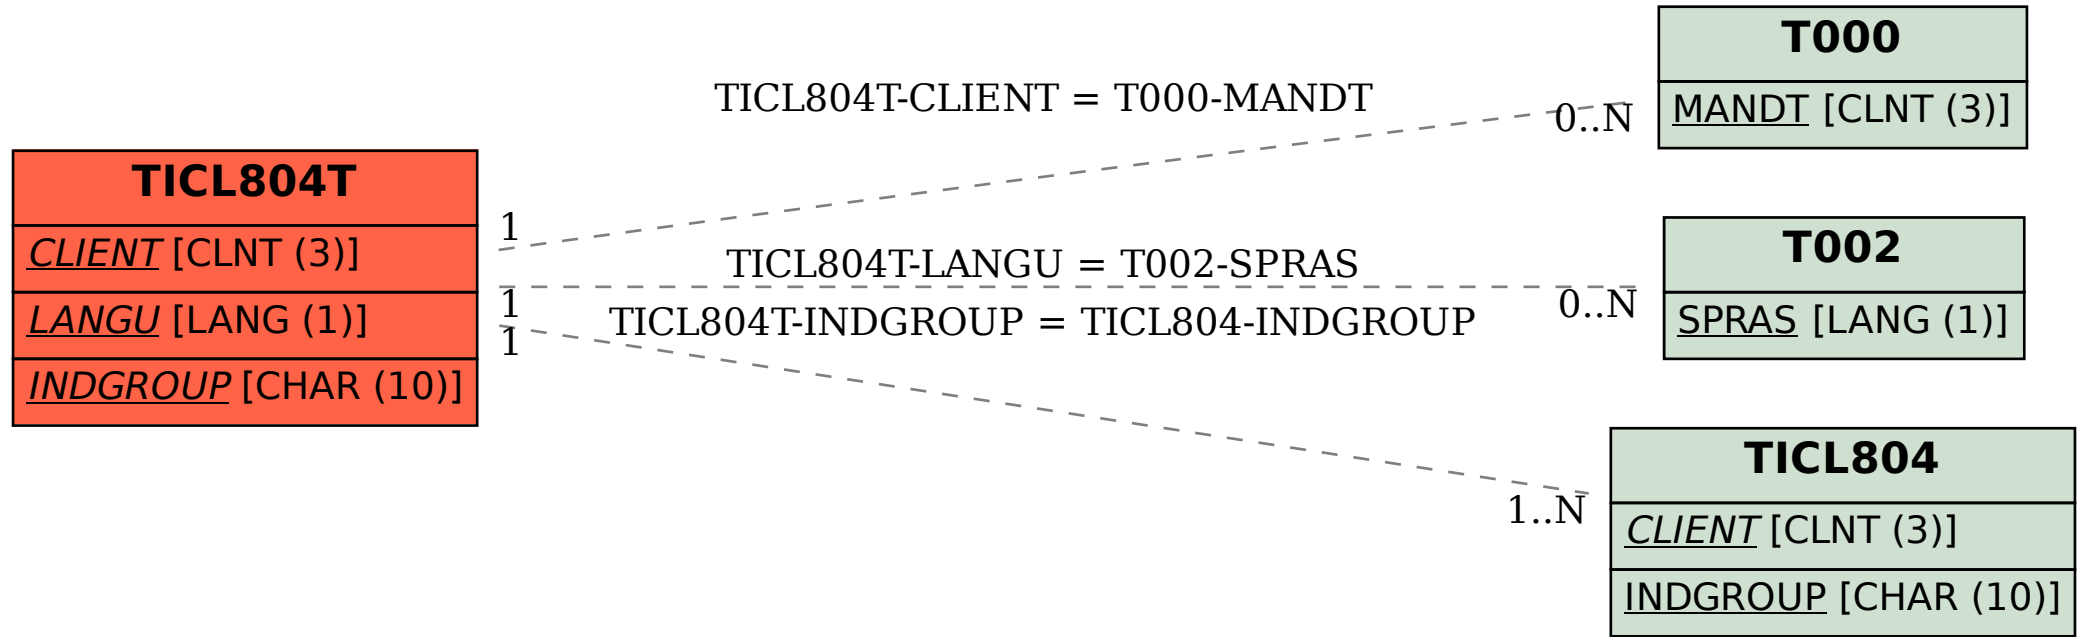 T000
MANDT [CLNT (3)]
TICL804T-CLIENT = T000-MANDT
0..N
1
TICL804T
CLIENT [CLNT (3)]
LANGU [LANG (1)]
INDGROUP [CHAR (10)]
TICL804T-LANGU = T002-SPRAS
1
0..N
T002
SPRAS [LANG (1)]
TICL804T-INDGROUP = TICL804-INDGROUP
1
1..N
TICL804
CLIENT [CLNT (3)]
INDGROUP [CHAR (10)]